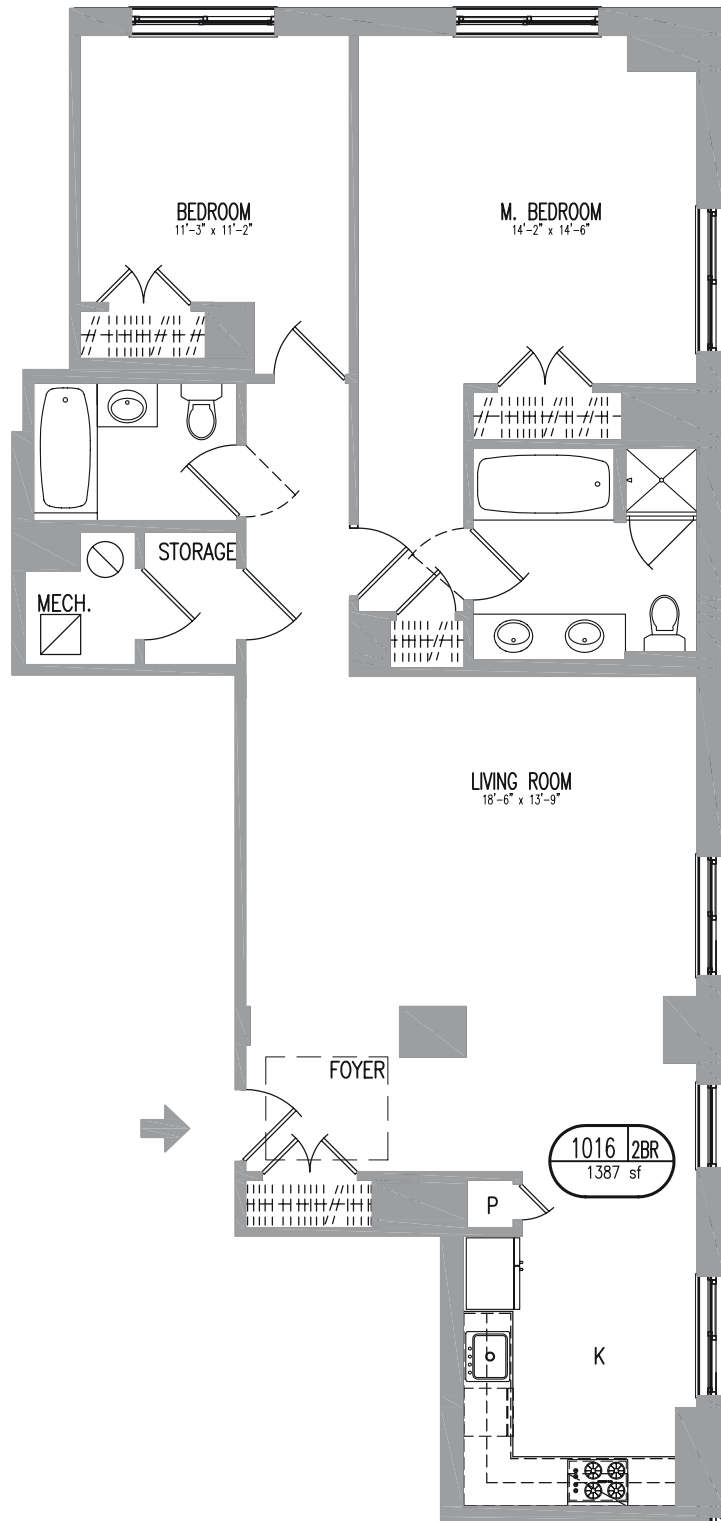 BEDROOM
11'-3" x 11'-2"
M. BEDROOM
14'-2" x 14'-6"
STORAGE
MECH.
LIVING ROOM
18'-6" x 13'-9"
FOYER
1016 2BR
1387 sf
P
K